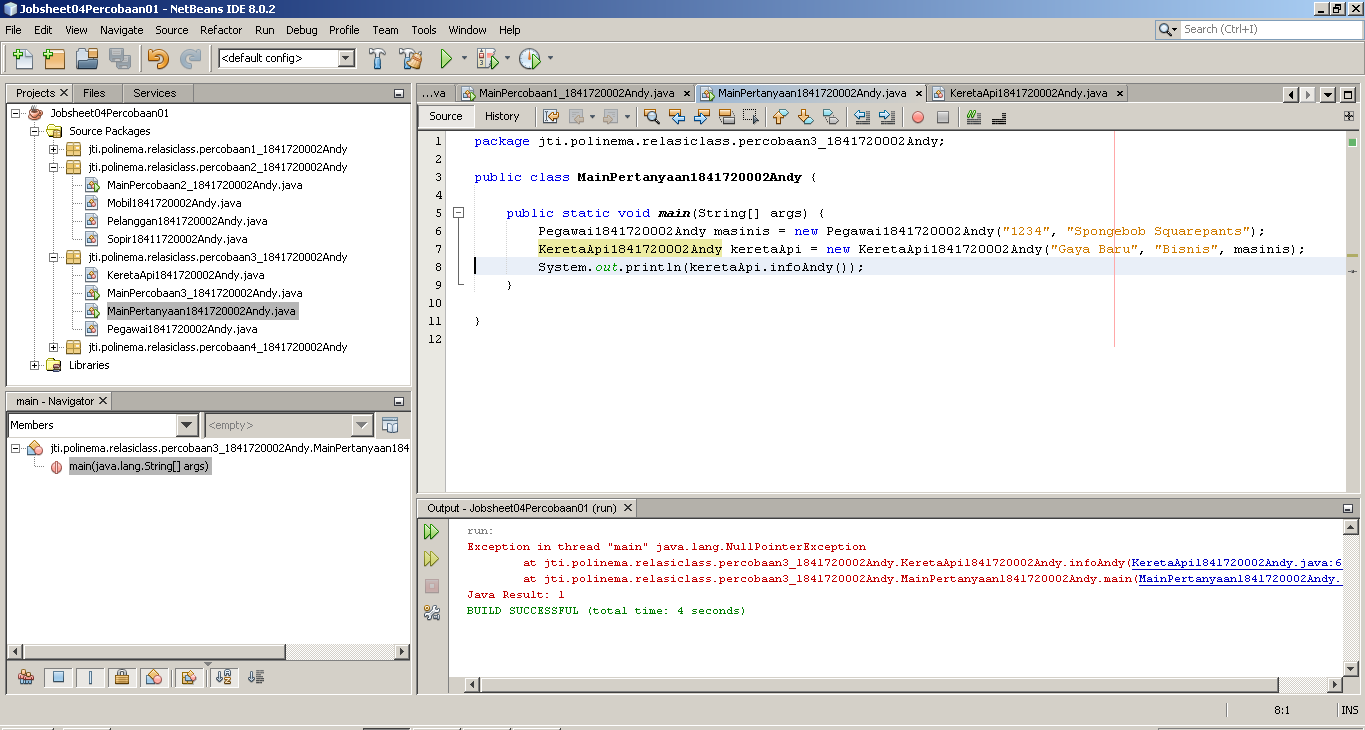 Jobsheet04Percobaan01 - NetBeans IDE 8.0.2
File Edit View Navigate Source Refactor Run Debug Profile Team Tools Window Help
Search (Ctrl+I)
<default config>
Projects Files Services
Jobsheet04Percobaan01
Source Packages
jti.polinema.relasiclass.percobaan1_1841720002Andy
jti.polinema.relasiclass.percobaan2_1841720002Andy
MainPercobaan2_1841720002Andy.java
Mobil1841720002Andy.java
Pelanggan1841720002Andy.java
Sopir18411720002Andy.java
jti.polinema.relasiclass.percobaan3_1841720002Andy
KeretaApi1841720002Andy.java
MainPercobaan3_1841720002Andy.java
MainPertanyaan1841720002Andy.java
Pegawai1841720002Andy.java
jti.polinema.relasiclass.percobaan4_1841720002Andy
Libraries
main - Navigator
Members <empty>
jti.polinema.relasiclass.percobaan3_1841720002Andy.MainPertanyaan184
main(java.lang.String[] args)
...va MainPercobaan1_1841720002Andy.java MainPertanyaan1841720002Andy.java KeretaApi1841720002Andy.java
Source History
1 package jti.polinema.relasiclass.percobaan3_1841720002Andy;
2
3 public class MainPertanyaan1841720002Andy {
4
5 public static void main(String[] args) {
6 Pegawai1841720002Andy masinis = new Pegawai1841720002Andy("1234", "Spongebob Squarepants");
7 KeretaApi1841720002Andy keretaApi = new KeretaApi1841720002Andy("Gaya Baru", "Bisnis", masinis);
8 System.out.println(keretaApi.infoAndy());
9 }
10
11 }
12
Output - Jobsheet04Percobaan01 (run)
run:
Exception in thread "main" java.lang.NullPointerException
at jti.polinema.relasiclass.percobaan3_1841720002Andy.KeretaApi1841720002Andy.infoAndy(KeretaApi1841720002Andy.java:6
at jti.polinema.relasiclass.percobaan3_1841720002Andy.MainPertanyaan1841720002Andy.main(MainPertanyaan1841720002Andy.
Java Result: 1
BUILD SUCCESSFUL (total time: 4 seconds)
8:1 INS